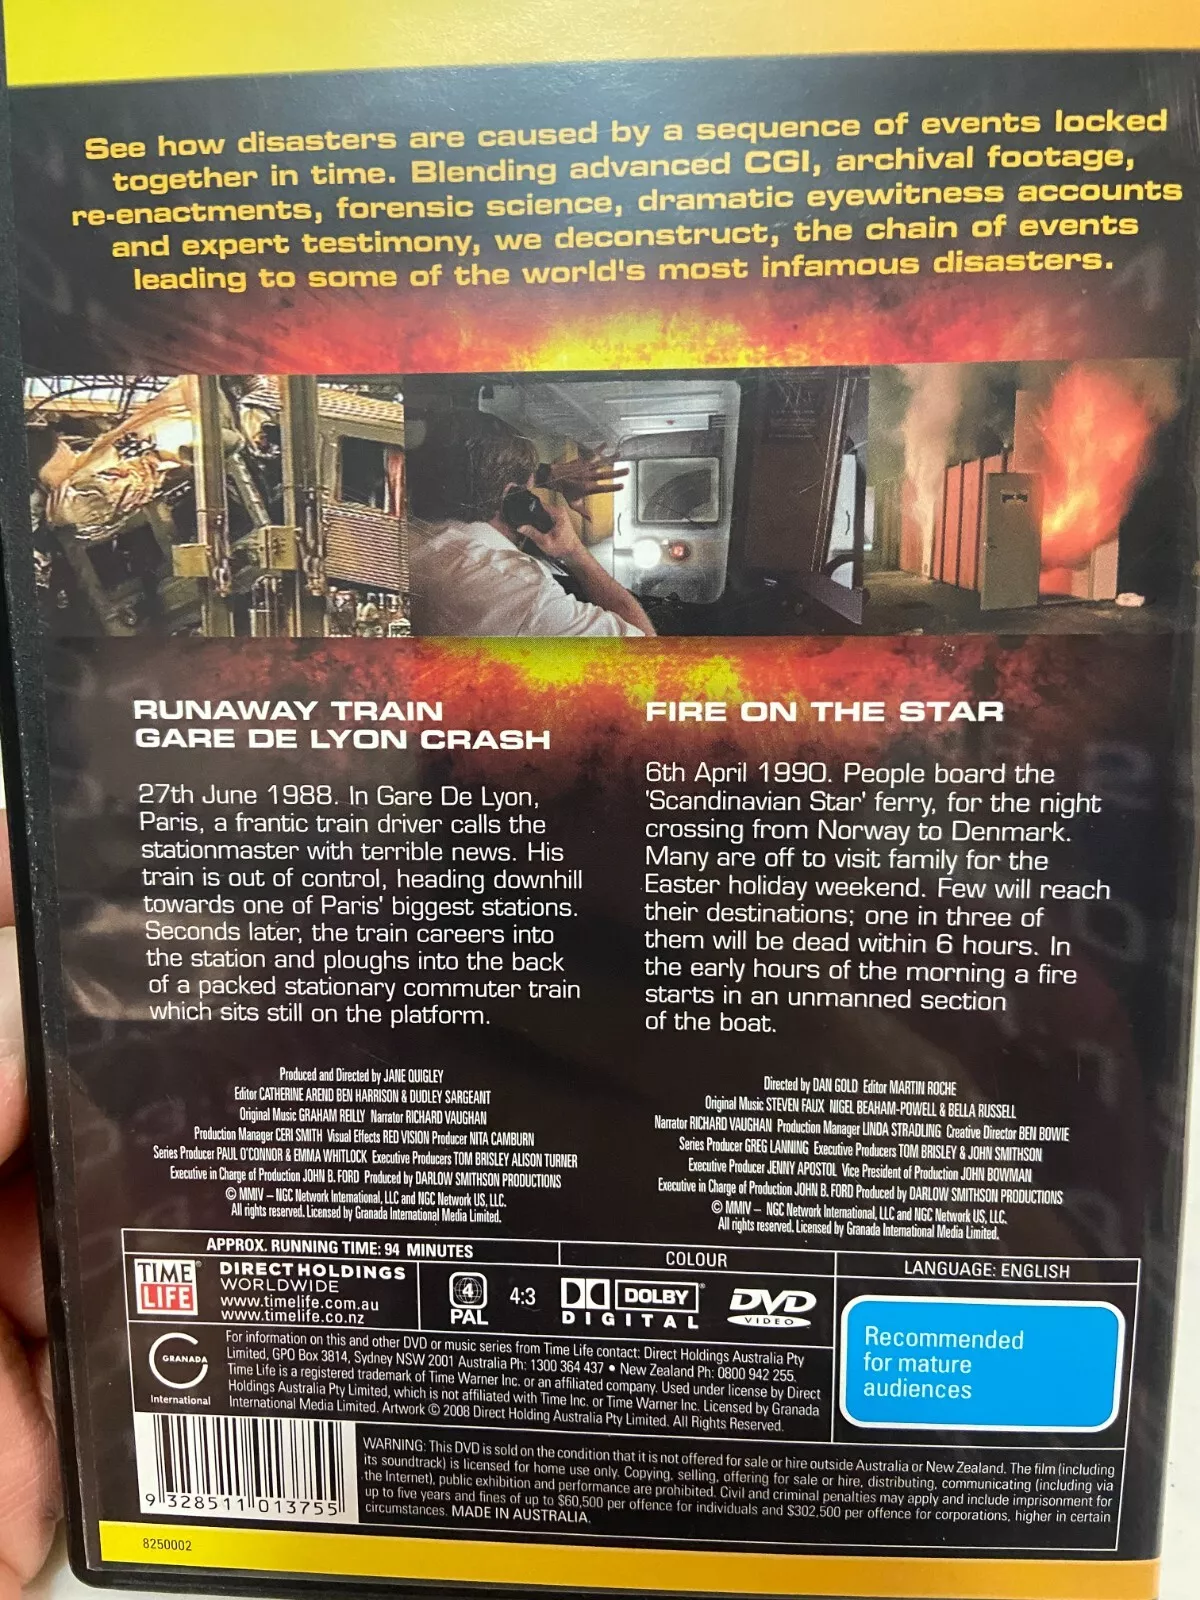 See how disasters are caused by a sequence of events locked
together in time. Blending advanced CGI, archival footage,
re-enactments, forensic science, dramatic eyewitness accounts
and expert testimony, we deconstruct, the chain of events
leading to some of the world's most infamous disasters.
RUNAWAY TRAIN
GARE DE LYON CRASH
27th June 1988. In Gare De Lyon,
Paris, a frantic train driver calls the
stationmaster with terrible news. His
train is out of control, heading downhill
towards one of Paris' biggest stations.
Seconds later, the train careers into
the station and ploughs into the back
of a packed stationary commuter train
which sits still on the platform.
Produced and Directed by JANE QUIGLEY
Editor CATHERINE AREND BEN HARRISON & DUDLEY SARGEANT
Original Music GRAHAM REILLY Narrator RICHARD VAUGHAN
Production Manager CERI SMITH Visual Effects RED VISION Producer NITA CAMBURN
Series Producer PAUL O'CONNOR & EMMA WHITLOCK Executive Producers TOM BRISLEY ALISON TURNER
Executive in Charge of Production JOHN B. FORD Produced by DARLOW SMITHSON PRODUCTIONS
© MMIV – NGC Network International, LLC and NGC Network US, LLC.
All rights reserved. Licensed by Granada International Media Limited.
FIRE ON THE STAR
6th April 1990. People board the
'Scandinavian Star' ferry, for the night
crossing from Norway to Denmark.
Many are off to visit family for the
Easter holiday weekend. Few will reach
their destinations; one in three of
them will be dead within 6 hours. In
the early hours of the morning a fire
starts in an unmanned section
of the boat.
Directed by DAN GOLD Editor MARTIN ROCHE
Original Music STEVEN FAUX NIGEL BEAHAM-POWELL & BELLA RUSSELL
Narrator RICHARD VAUGHAN Production Manager LINDA STRADLING Creative Director BEN BOWIE
Series Producer GREG LANNING Executive Producers TOM BRISLEY & JOHN SMITHSON
Executive Producer JENNY APOSTOL Vice President of Production JOHN BOWMAN
Executive in Charge of Production JOHN B. FORD Produced by DARLOW SMITHSON PRODUCTIONS
© MMIV – NGC Network International, LLC and NGC Network US, LLC.
All rights reserved. Licensed by Granada International Media Limited.
APPROX. RUNNING TIME: 94 MINUTES
COLOUR
LANGUAGE: ENGLISH
TIME
LIFE
DIRECT HOLDINGS
WORLDWIDE
www.timelife.com.au
www.timelife.co.nz
4
PAL
4:3
DOLBY
DIGITAL
DVD
VIDEO
Recommended
for mature
audiences
GRANADA
International
For information on this and other DVD or music series from Time Life contact: Direct Holdings Australia Pty
Limited, GPO Box 3814, Sydney NSW 2001 Australia Ph: 1300 364 437 • New Zealand Ph: 0800 942 255.
Time Life is a registered trademark of Time Warner Inc. or an affiliated company. Used under license by Direct
Holdings Australia Pty Limited, which is not affiliated with Time Inc. or Time Warner Inc. Licensed by Granada
International Media Limited. Artwork © 2008 Direct Holding Australia Pty Limited. All Rights Reserved.
WARNING: This DVD is sold on the condition that it is not offered for sale or hire outside Australia or New Zealand. The film (including
its soundtrack) is licensed for home use only. Copying, selling, offering for sale or hire, distributing, communicating (including via
the Internet), public exhibition and performance are prohibited. Civil and criminal penalties may apply and include imprisonment for
up to five years and fines of up to $60,500 per offence for individuals and $302,500 per offence for corporations, higher in certain
circumstances. MADE IN AUSTRALIA.
9 328511 013755
8250002